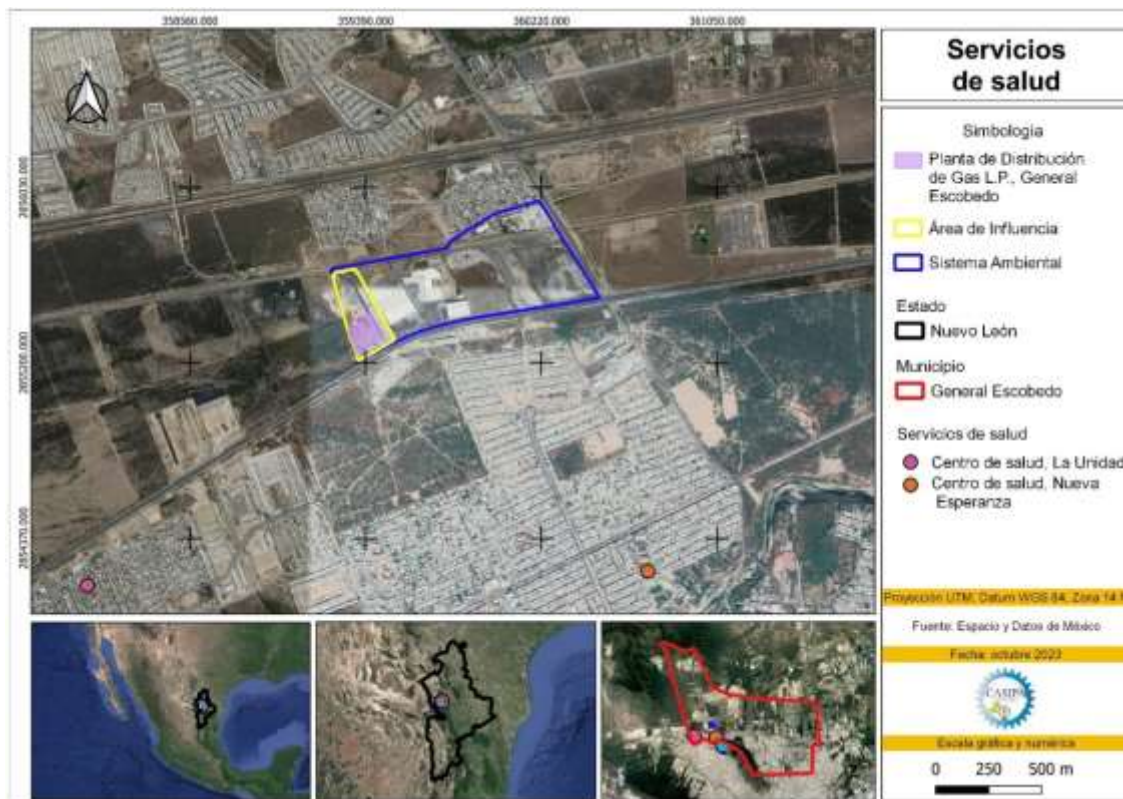 358560.000
359390.000
360220.000
361050.000
Servicios
de salud
N
Simbología
Planta de Distribución
de Gas L.P., General
Escobedo
Área de Influencia
Sistema Ambiental
Estado
Nuevo León
Municipio
General Escobedo
Servicios de salud
Centro de salud, La Unidad
Centro de salud, Nueva
Esperanza
2856030.000
2855200.000
2854370.000
Proyección UTM, Datum WGS 84, Zona 14
Fuente: Espacio y Datos de México
Fecha: octubre 2023
Escala gráfica y numérica
0 250 500 m